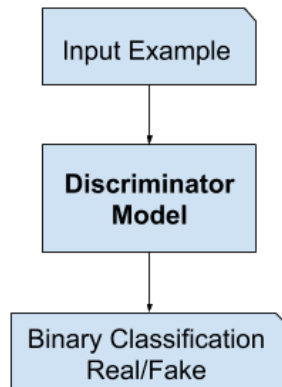 Input Example
Discriminator
Model
Binary Classification
Real/Fake